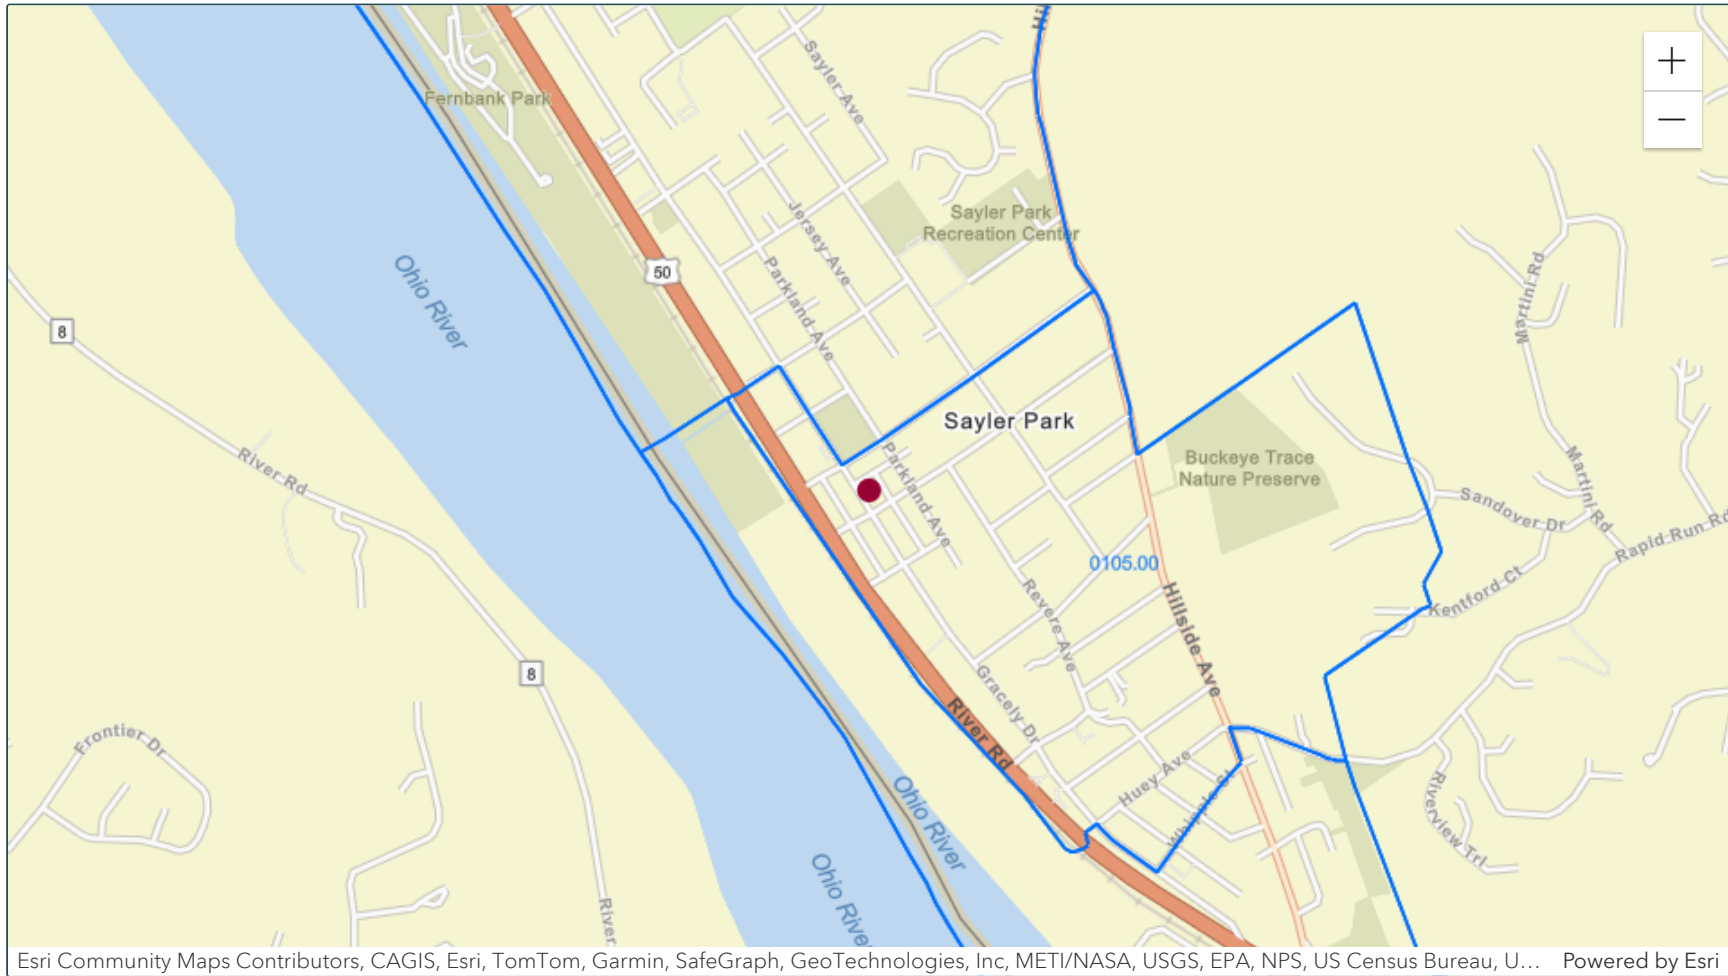 Hil
+
Sayler Ave
Fernbank Park
−
Sayler Park
Recreation Center
Jersey Ave
Martini Rd
Ohio River
50
Parkland Ave
8
Sayler Park
Buckeye Trace
Nature Preserve
Parkland Ave
River Rd
Martini Rd
Sandover Dr
Rapid Run Rd
0105.00
Revere Ave
Kentford Ct
Hillside Ave
8
Gracely Dr
River Rd
Frontier Dr
Huey Ave
Whipple St
Riverview Trl
Ohio River
Ohio River
River
Esri Community Maps Contributors, CAGIS, Esri, TomTom, Garmin, SafeGraph, GeoTechnologies, Inc, METI/NASA, USGS, EPA, NPS, US Census Bureau, U... Powered by Esri